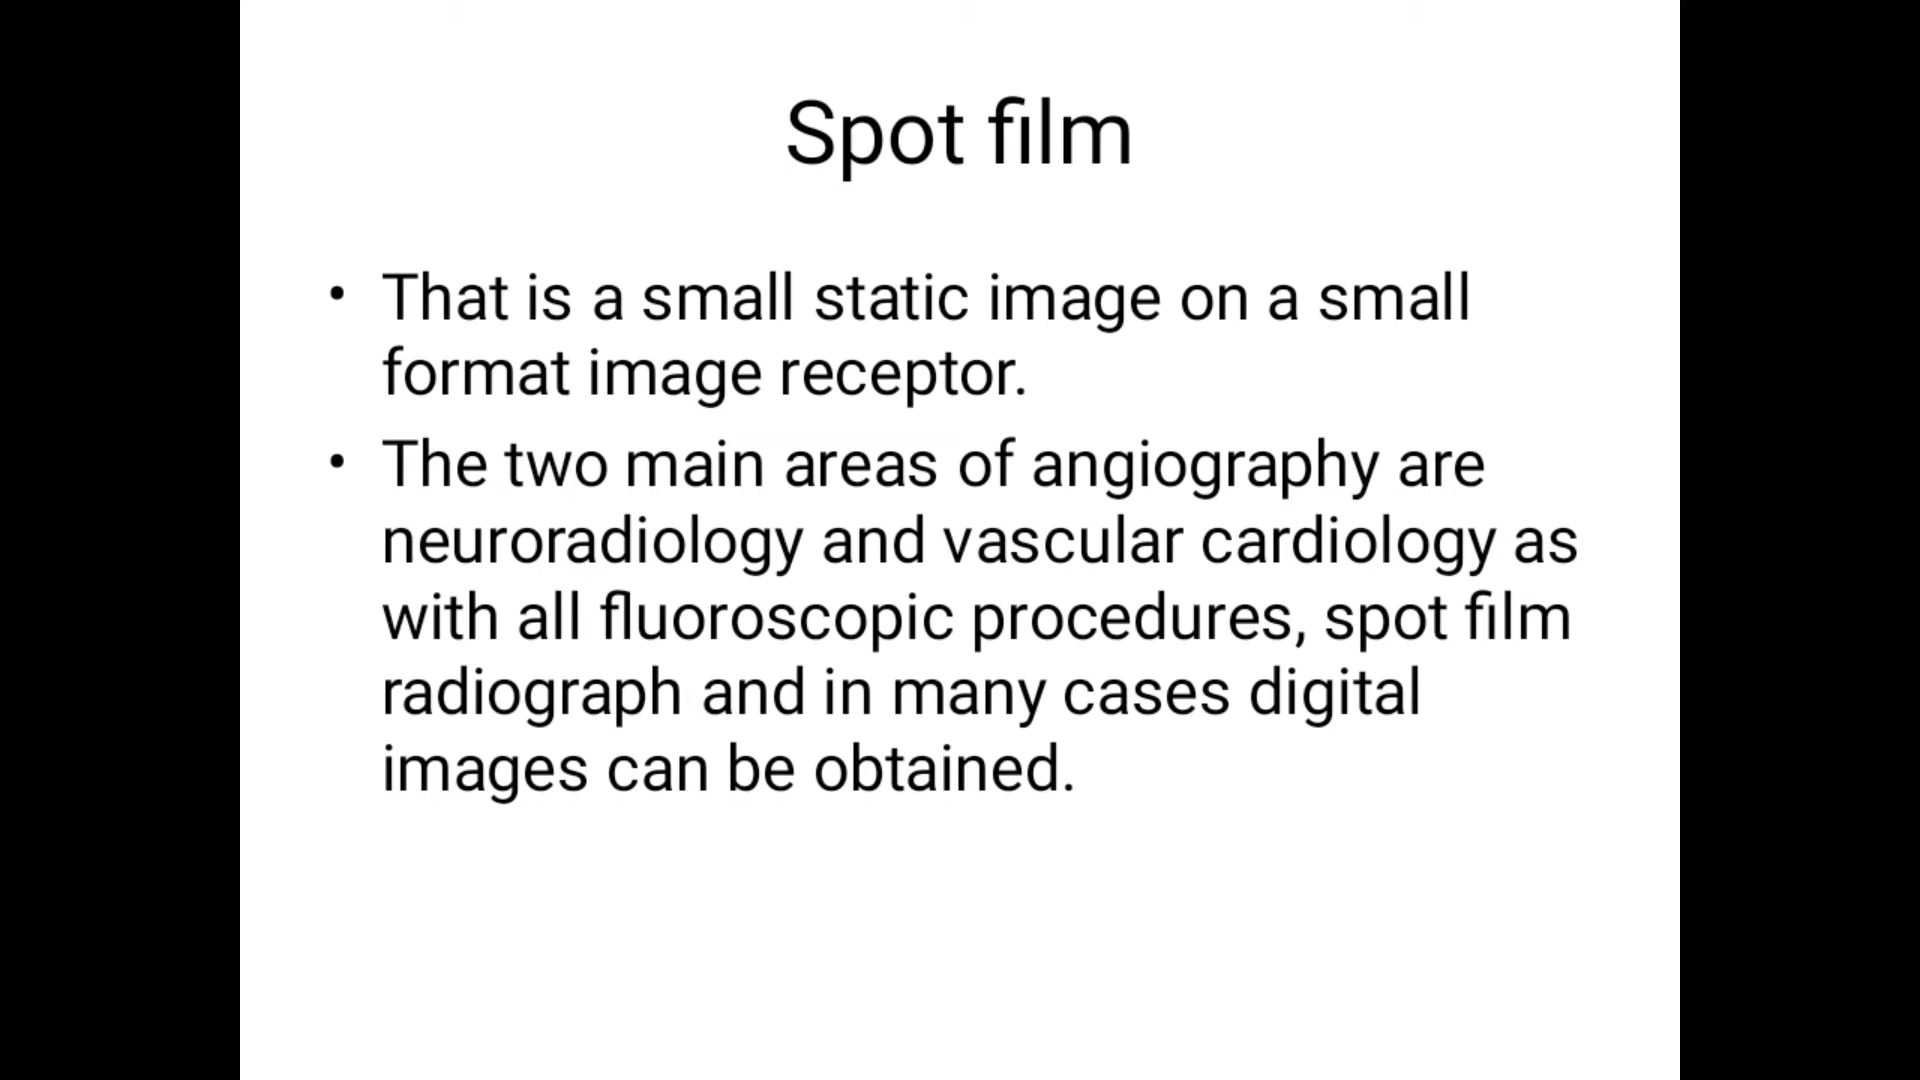 Spot film
• That is a small static image on a small
format image receptor.
• The two main areas of angiography are
neuroradiology and vascular cardiology as
with all fluoroscopic procedures, spot film
radiograph and in many cases digital
images can be obtained.